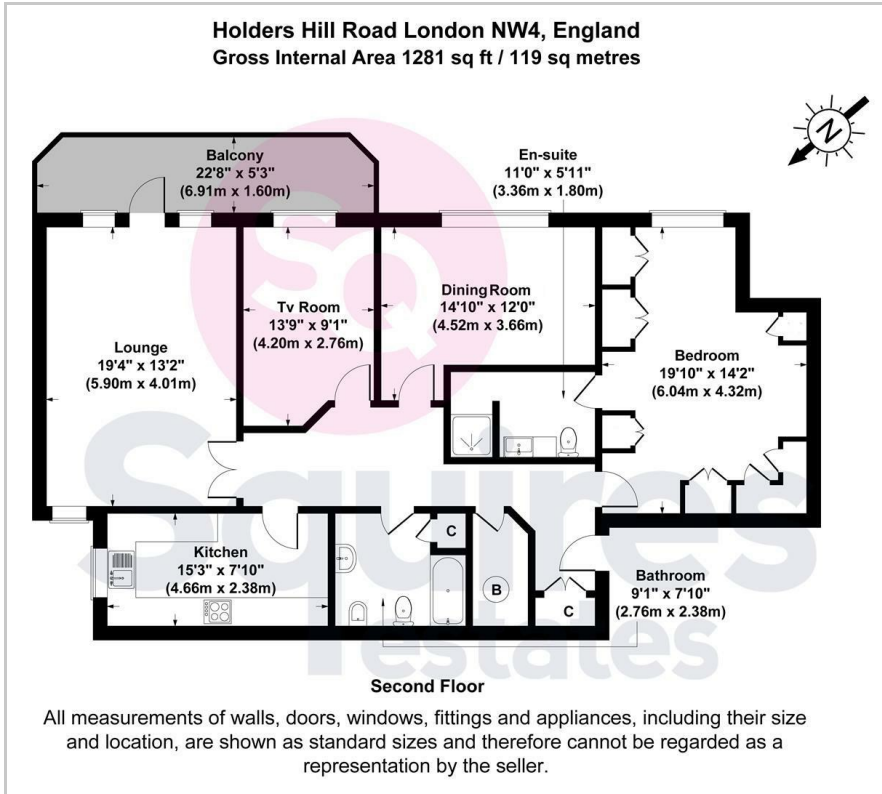 Holders Hill Road London NW4, England
Gross Internal Area 1281 sq ft / 119 sq metres
N
Balcony
22'8" x 5'3"
(6.91m x 1.60m)
En-suite
11'0" x 5'11"
(3.36m x 1.80m)
SQ
Tv Room
13'9" x 9'1"
(4.20m x 2.76m)
Dining Room
14'10" x 12'0"
(4.52m x 3.66m)
Lounge
19'4" x 13'2"
(5.90m x 4.01m)
Bedroom
19'10" x 14'2"
(6.04m x 4.32m)
Squires
estates
Kitchen
15'3" x 7'10"
(4.66m x 2.38m)
C
B
C
Bathroom
9'1" x 7'10"
(2.76m x 2.38m)
Second Floor
All measurements of walls, doors, windows, fittings and appliances, including their size
and location, are shown as standard sizes and therefore cannot be regarded as a
representation by the seller.